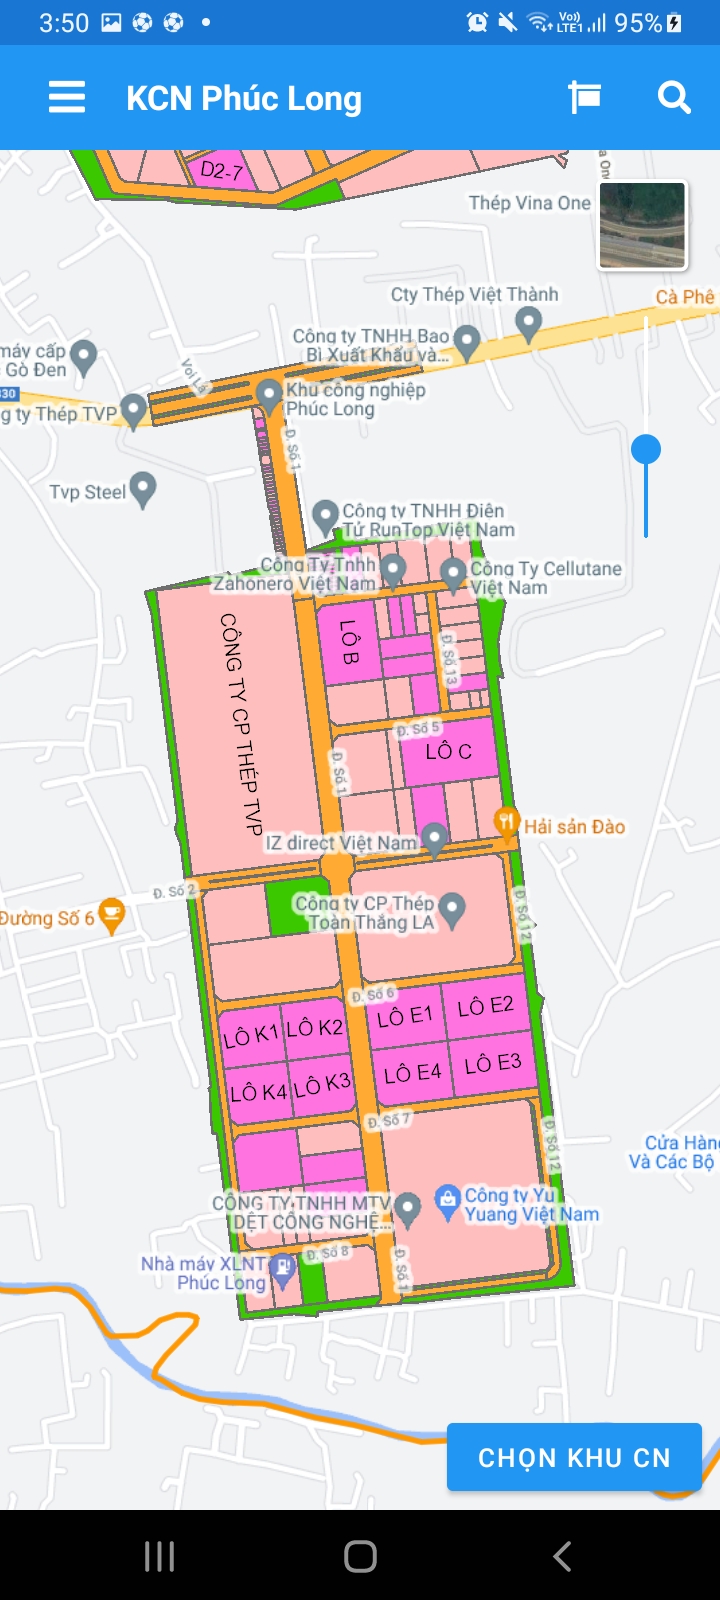 3:50
Vo))
LTE1
95%
KCN Phúc Long
D2-7
Thép Vina One
Cty Thép Việt Thành
Cà Phê
Công ty TNHH Bao
Bì Xuất Khẩu và...
máy cấp
Gò Đen
Voi Lá
Khu công nghiệp
Phúc Long
330
g ty Thép TVP
Đ. Số 1
Tvp Steel
Công ty TNHH Điện
Tử RunTop Việt Nam
Công Ty Tnhh
Zahonero Việt Nam
Công Ty Cellutane
Việt Nam
CÔNG TY CP THÉP TVP
LÔ B
Đ. Số 13
Đ. Số 5
LÔ C
Đ. Số 1
Hải sản Đào
IZ direct Việt Nam
Đ. Số 2
Đường Số 6
Công ty CP Thép
Toàn Thắng LA
Đ. Số 12
Đ. Số 6
LÔ K1
LÔ K2
LÔ E1
LÔ E2
LÔ K4
LÔ K3
LÔ E4
LÔ E3
Đ. Số 7
Đ. Số 12
Cửa Hàn
Và Các Bộ
CÔNG TY TNHH MTV
DỆT CÔNG NGHỆ...
Công ty Yu
Yuang Việt Nam
Nhà máy XLNT
Phúc Long
Đ. Số 8
Đ. Số 1
CHỌN KHU CN